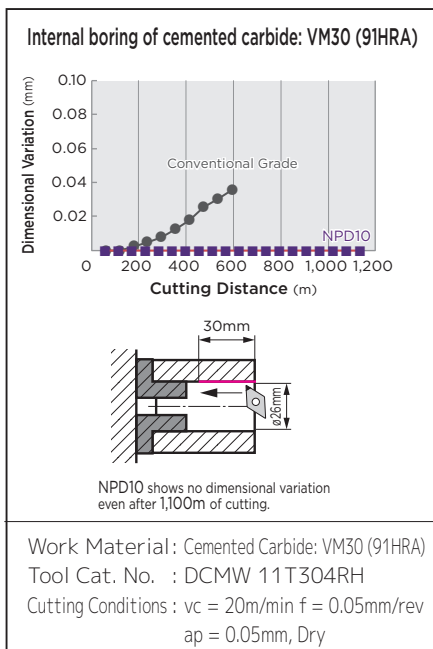 Internal boring of cemented carbide: VM30 (91HRA)
Dimensional Variation (mm)
0.10
0.08
0.06
0.04
0.02
Conventional Grade
NPD10
0 200 400 600 800 1,000 1,200
Cutting Distance (m)
30mm
ø26mm
NPD10 shows no dimensional variation
even after 1,100m of cutting.
Work Material : Cemented Carbide: VM30 (91HRA)
Tool Cat. No. : DCMW 11T304RH
Cutting Conditions : vc = 20m/min f = 0.05mm/rev
ap = 0.05mm, Dry